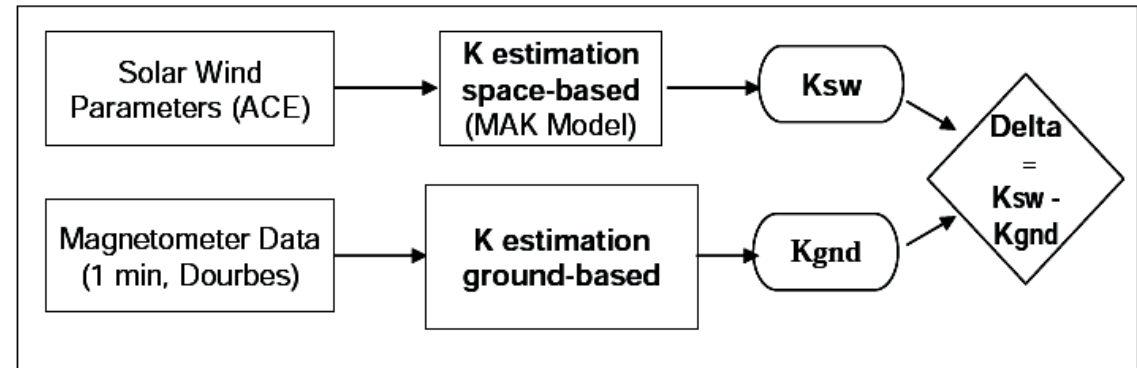 Solar Wind
Parameters (ACE)
K estimation
space-based
(MAK Model)
Ksw
Delta
=
Ksw -
Kgnd
Magnetometer Data
(1 min, Dourbes)
K estimation
ground-based
Kgnd